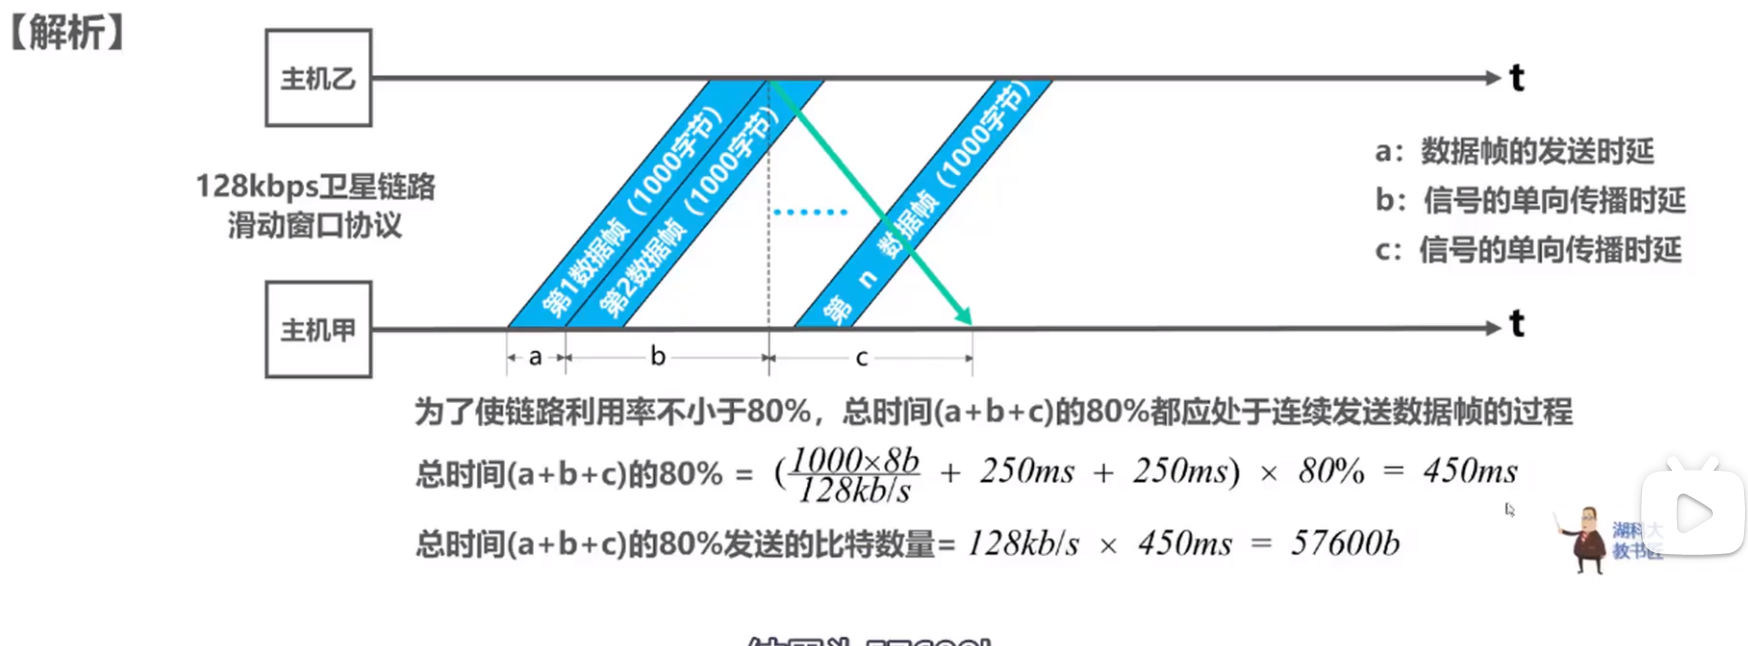 【解析】
主机乙
t
128kbps卫星链路
滑动窗口协议
第1数据帧（1000字节）
第2数据帧（1000字节）
······
第 n 数据帧（1000字节）
a：数据帧的发送时延
b：信号的单向传播时延
c：信号的单向传播时延
主机甲
t
a b c
为了使链路利用率不小于80%，总时间(a+b+c)的80%都应处于连续发送数据帧的过程
总时间(a+b+c)的80% = (1000×8b/128kb/s + 250ms + 250ms) × 80% = 450ms
总时间(a+b+c)的80%发送的比特数量= 128kb/s × 450ms = 57600b
湖科大
教书匠